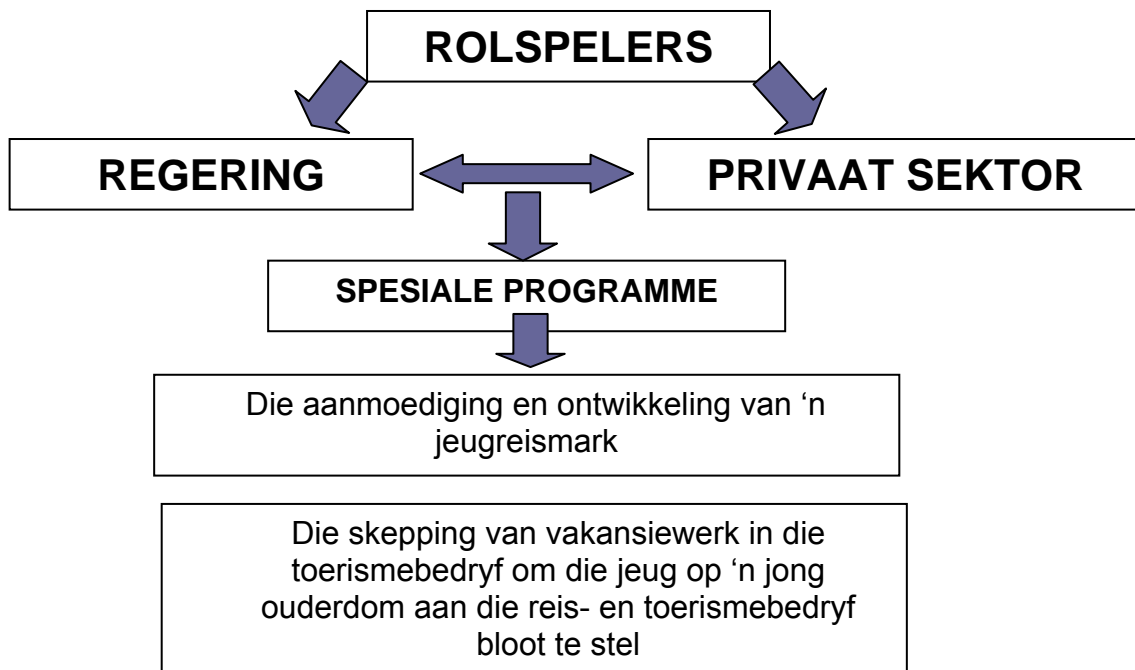 ROLSPELERS
REGERING
PRIVAAT SEKTOR
SPESIALE PROGRAMME
Die aanmoediging en ontwikkeling van ‘n
jeugreismark
Die skepping van vakansiewerk in die
toerismebedryf om die jeug op ‘n jong
ouderdom aan die reis- en toerismebedryf
bloot te stel